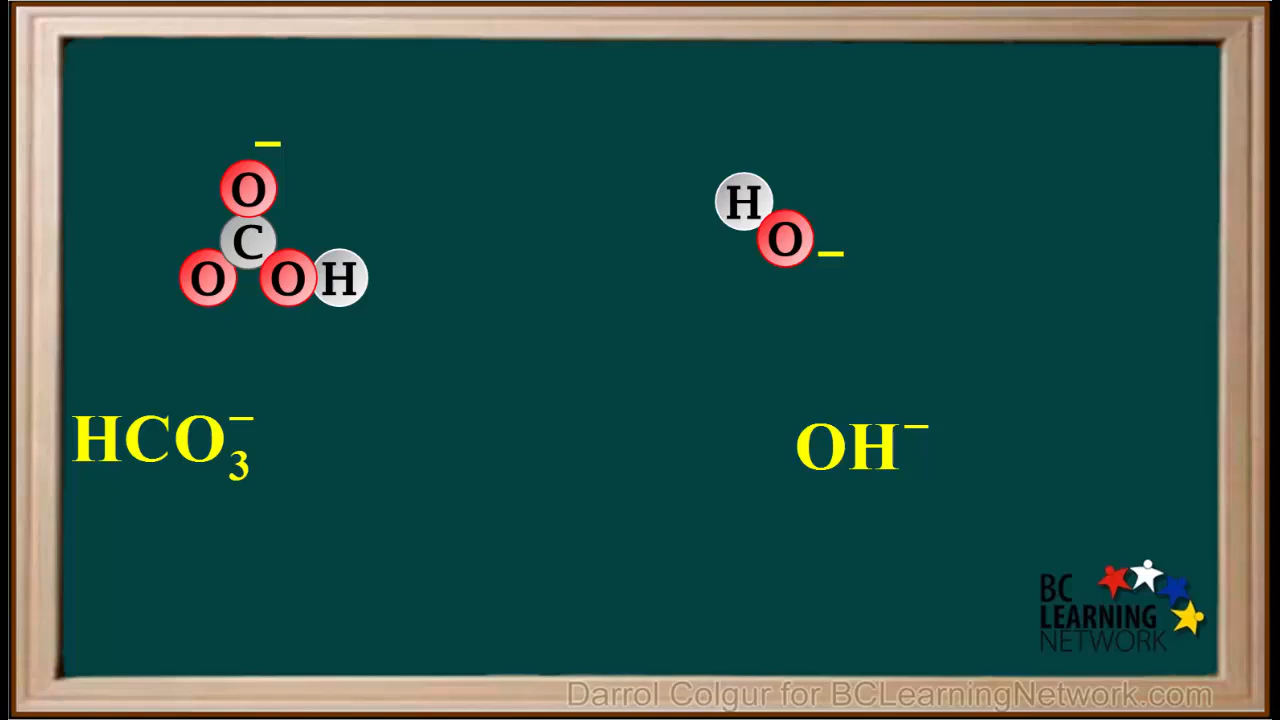 O
C
O O H
H
O
HCO₃⁻
OH⁻
BC
LEARNING
NETWORK
Darrol Colgur for BCLearningNetwork.com